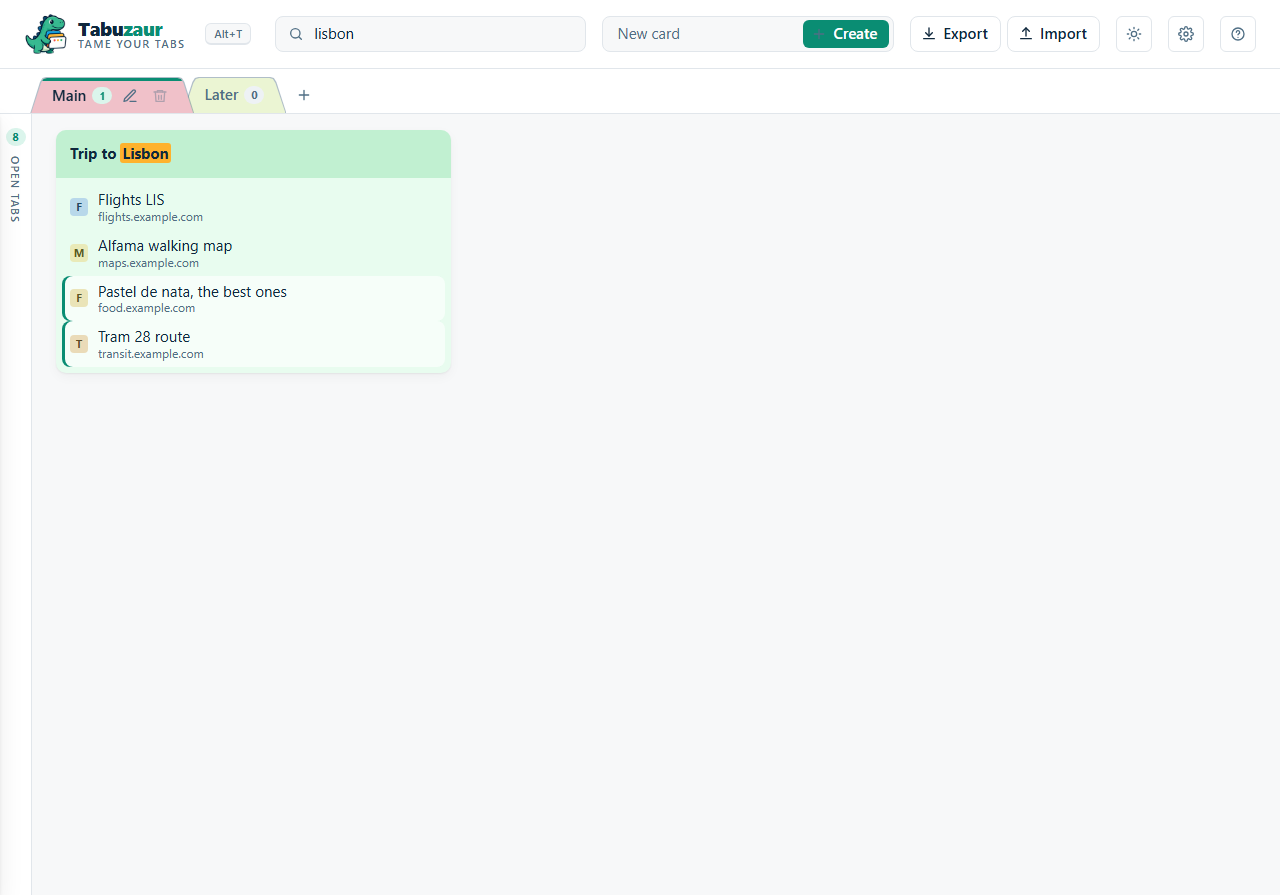 Tabuzaur
TAME YOUR TABS
Alt+T
lisbon
New card
Create
Export
Import
Main 1
Later 0
8
OPEN TABS
Trip to Lisbon
F
Flights LIS
flights.example.com
M
Alfama walking map
maps.example.com
F
Pastel de nata, the best ones
food.example.com
T
Tram 28 route
transit.example.com